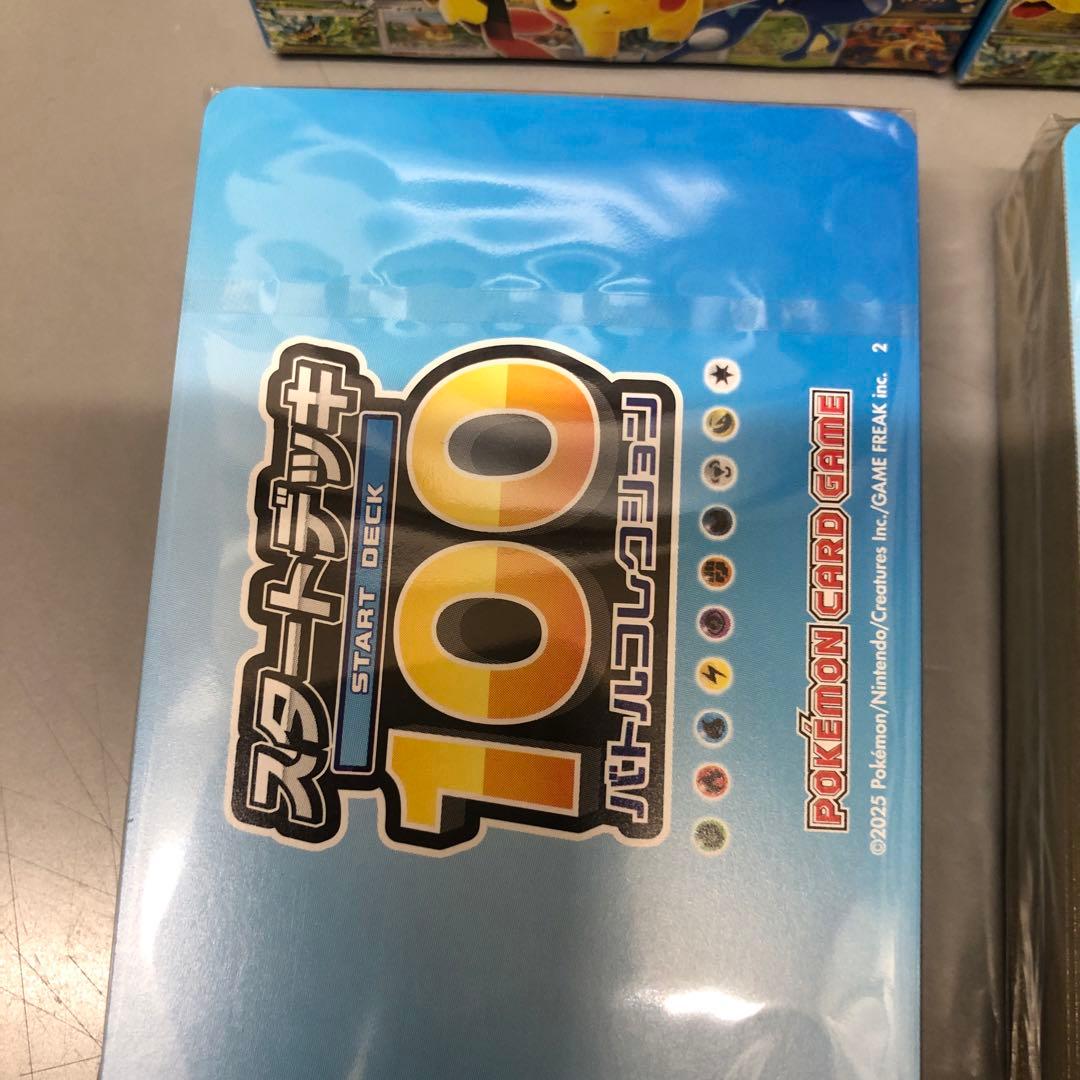 スタートデッキ
START DECK
100
バトルコレクション
POKÉMON CARD GAME
©2025 Pokémon/Nintendo/Creatures Inc./GAME FREAK inc. 2